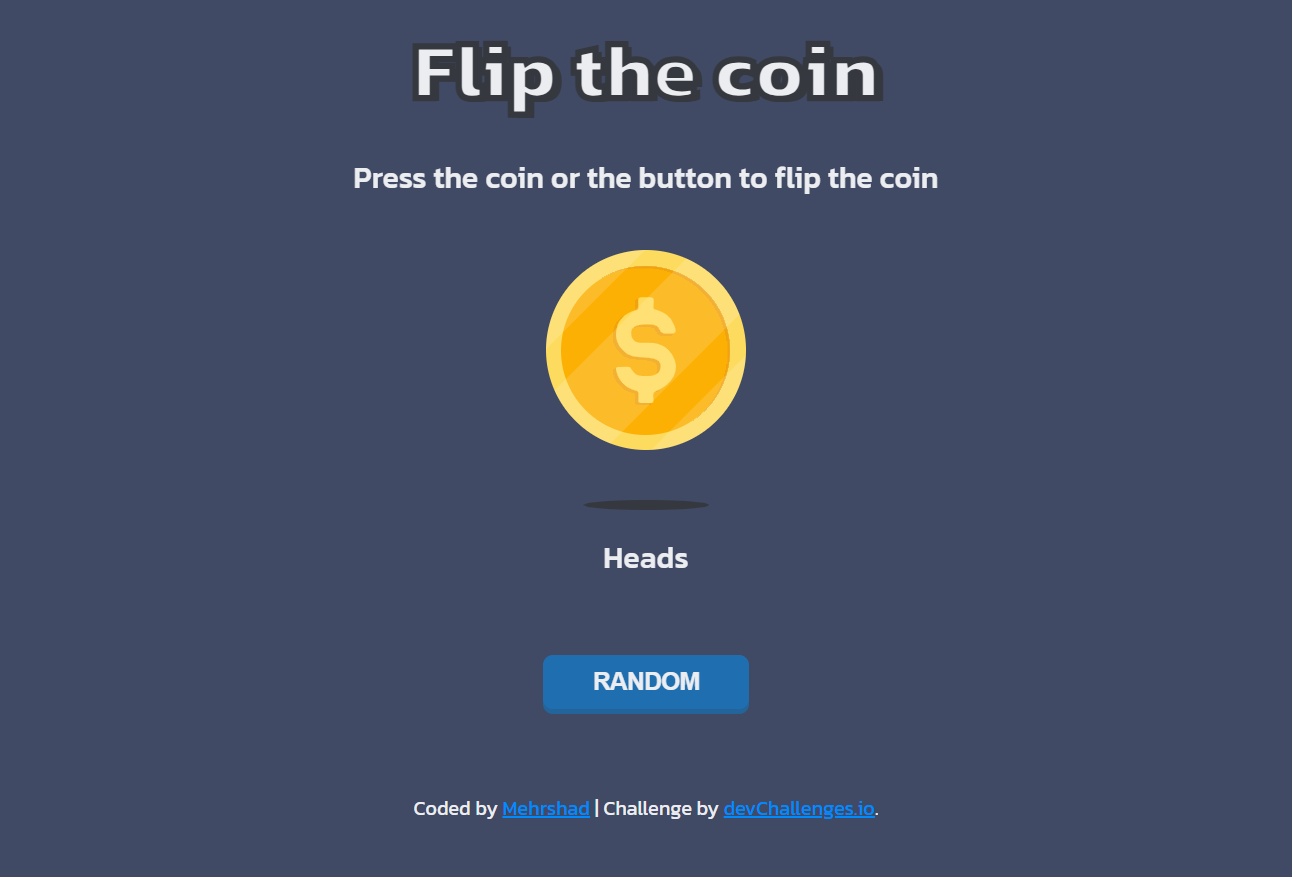 Flip the coin
Press the coin or the button to flip the coin
$
Heads
RANDOM
Coded by Mehrshad | Challenge by devChallenges.io.